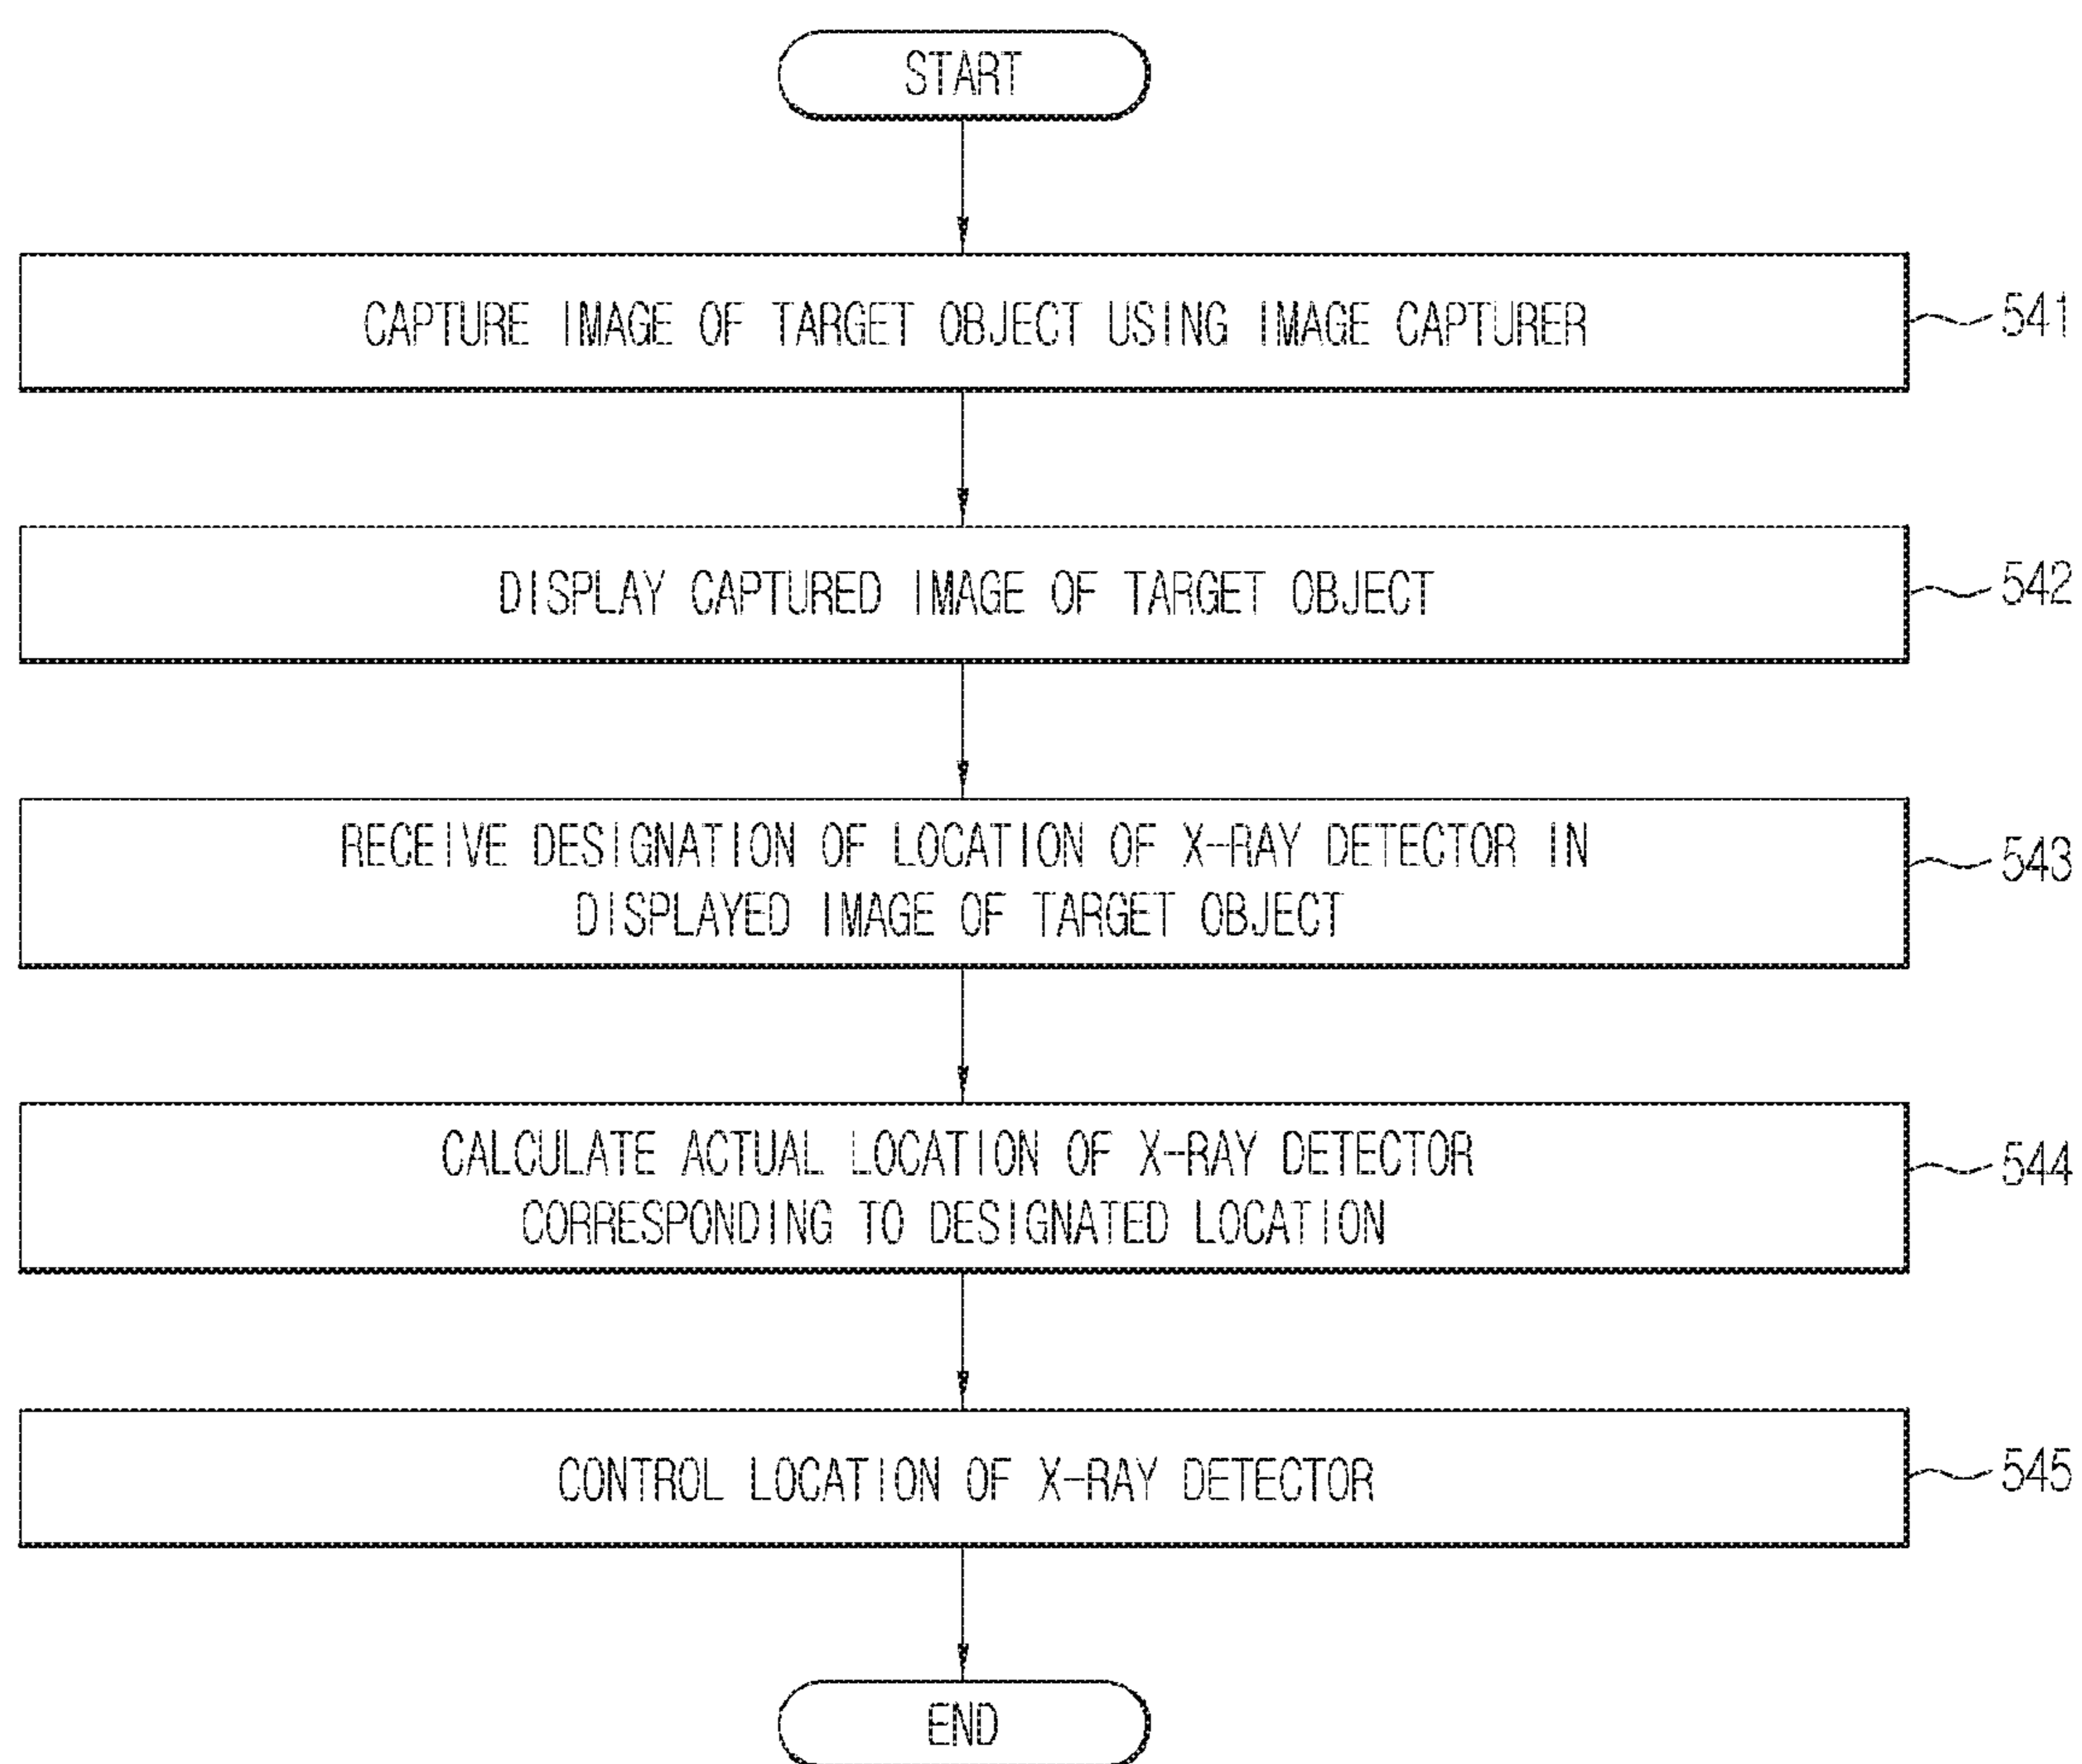 START
CAPTURE IMAGE OF TARGET OBJECT USING IMAGE CAPTURER
541
DISPLAY CAPTURED IMAGE OF TARGET OBJECT
542
RECEIVE DESIGNATION OF LOCATION OF X-RAY DETECTOR IN
DISPLAYED IMAGE OF TARGET OBJECT
543
CALCULATE ACTUAL LOCATION OF X-RAY DETECTOR
CORRESPONDING TO DESIGNATED LOCATION
544
CONTROL LOCATION OF X-RAY DETECTOR
545
END